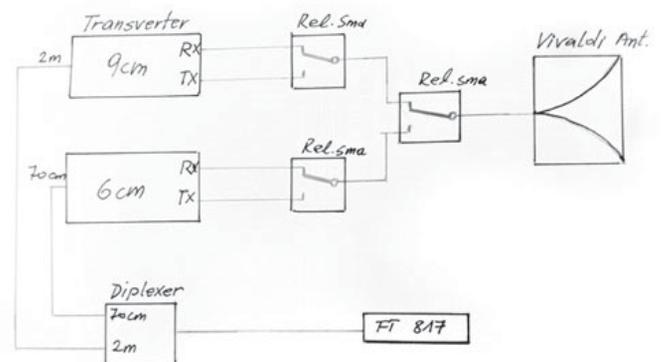 Transverter
Rel. Sma
Vivaldi Ant.
2m
9cm
RX
TX
Rel. sma
Rel. sma
70cm
6cm
RX
TX
Diplexer
70cm
2m
FT 817